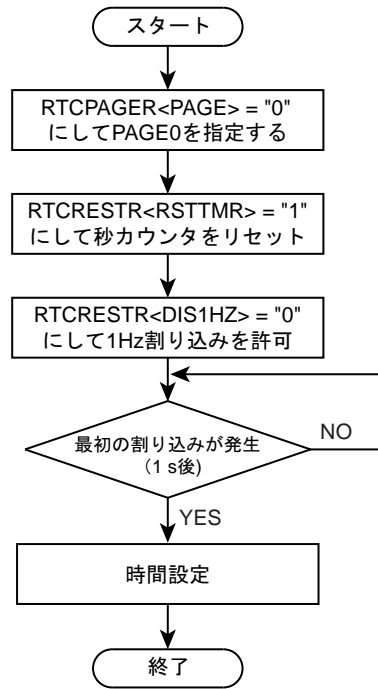 スタート
RTCPAGER<PAGE> = "0"
にしてPAGE0を指定する
RTCRESTR<RSTTMR> = "1"
にして秒カウンタをリセット
RTCRESTR<DIS1HZ> = "0"
にして1Hz割り込みを許可
最初の割り込みが発生
（1 s後)
NO
YES
時間設定
終了